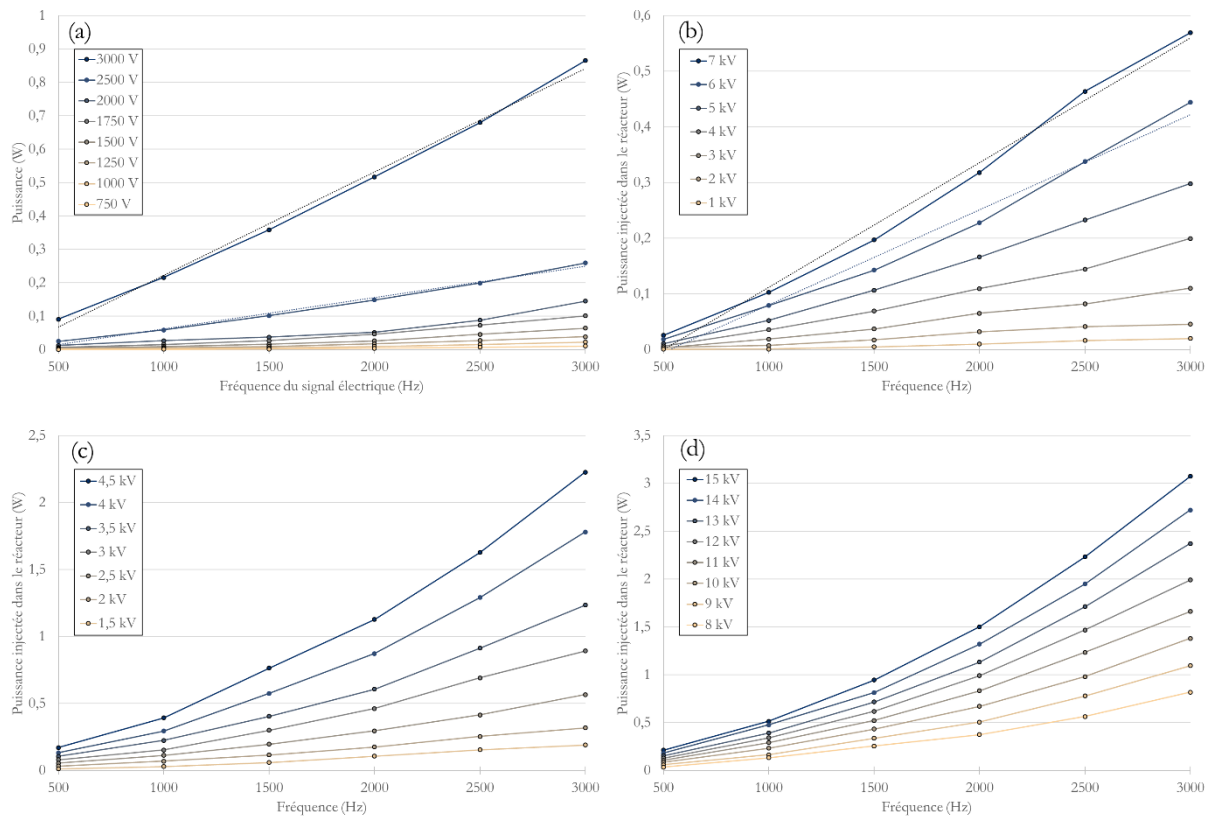 (a)
Puissance (W)
1
0,9
0,8
0,7
0,6
0,5
0,4
0,3
0,2
0,1
0
3000 V
2500 V
2000 V
1750 V
1500 V
1250 V
1000 V
750 V
500 1000 1500 2000 2500 3000
Fréquence du signal électrique (Hz)
(b)
Puissance injectée dans le réacteur (W)
0,6
0,5
0,4
0,3
0,2
0,1
0
7 kV
6 kV
5 kV
4 kV
3 kV
2 kV
1 kV
500 1000 1500 2000 2500 3000
Fréquence (Hz)
(c)
Puissance injectée dans le réacteur (W)
2,5
2
1,5
1
0,5
0
4,5 kV
4 kV
3,5 kV
3 kV
2,5 kV
2 kV
1,5 kV
500 1000 1500 2000 2500 3000
Fréquence (Hz)
(d)
Puissance injectée dans le réacteur (W)
3,5
3
2,5
2
1,5
1
0,5
0
15 kV
14 kV
13 kV
12 kV
11 kV
10 kV
9 kV
8 kV
500 1000 1500 2000 2500 3000
Fréquence (Hz)